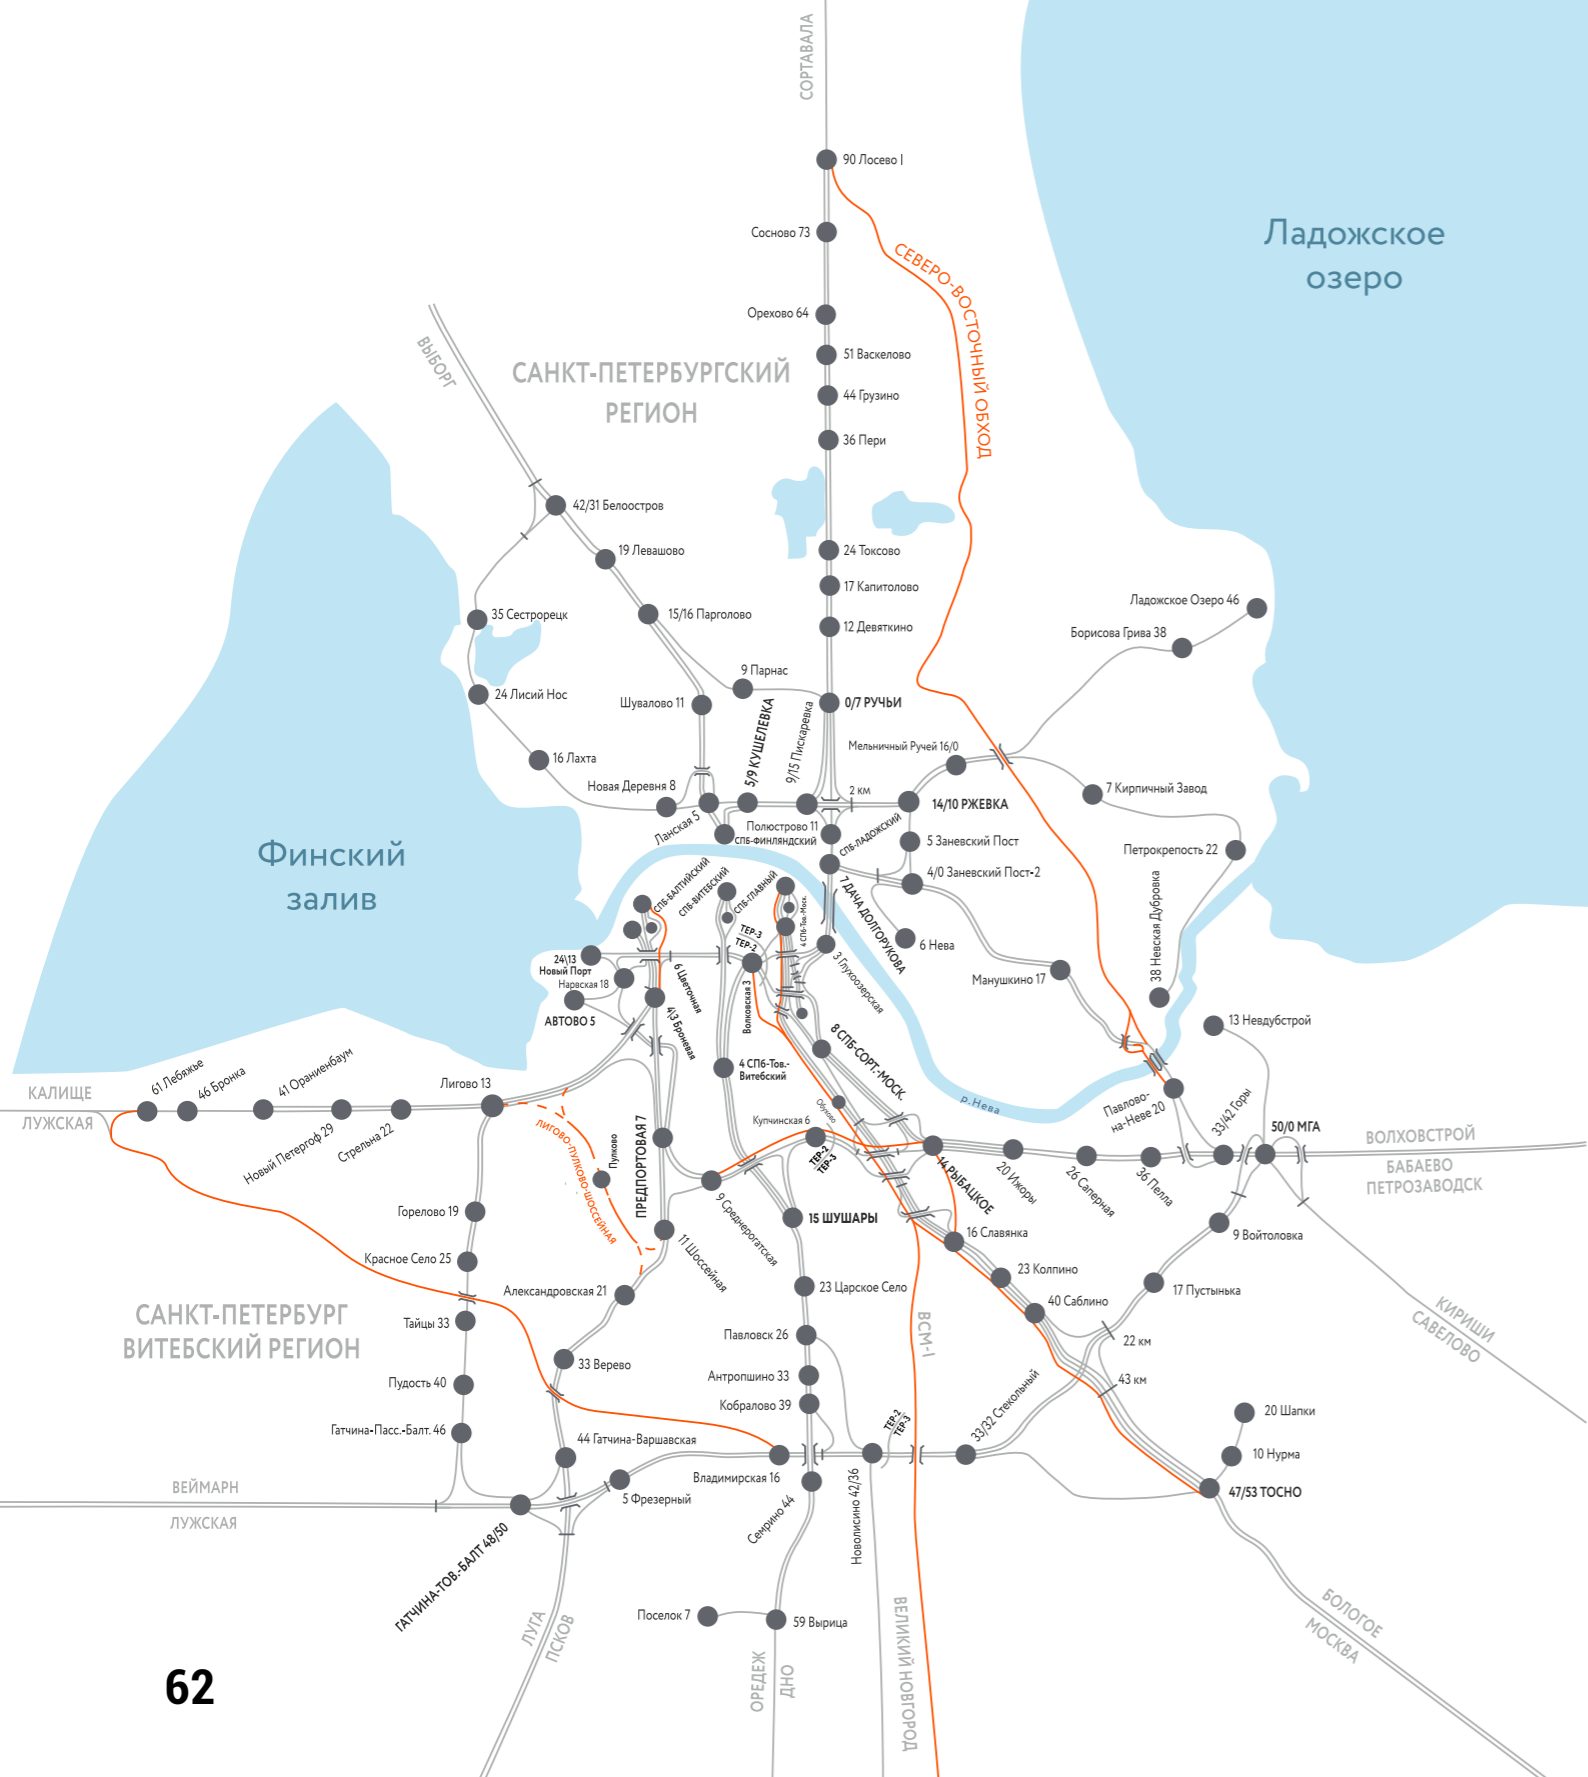 СОРТАВАЛА
90 Лосево I
Сосново 73
СЕВЕРО-ВОСТОЧНЫЙ ОБХОД
Ладожское
озеро
Орехово 64
ВЫБОРГ
51 Васкелово
САНКТ-ПЕТЕРБУРГСКИЙ
РЕГИОН
44 Грузино
36 Пери
42/31 Белоостров
19 Левашово
24 Токсово
17 Капитолово
35 Сестрорецк
15/16 Парголово
12 Девяткино
Ладожское Озеро 46
Борисова Грива 38
9 Парнас
24 Лисий Нос
Шувалово 11
0/7 РУЧЬИ
5/9 КУШЕЛЕВКА
9/15 Пискаревка
Мельничный Ручей 16/0
16 Лахта
Новая Деревня 8
2 км
7 Кирпичный Завод
14/10 РЖЕВКА
Ланская 5
Полюстрово 11
СПБ-ФИНЛЯНДСКИЙ
СПБ-ЛАДОЖСКИЙ
5 Заневский Пост
Петрокрепость 22
Финский
залив
4/0 Заневский Пост-2
СПБ-БАЛТИЙСКИЙ
СПБ-ВИТЕБСКИЙ
СПБ-ГЛАВНЫЙ
4 СПб-Тов.-Моск.
7 ДАЧА ДОЛГОРУКОВА
38 Невская Дубровка
ТЕР-3
ТЕР-2
6 Нева
24\13
Новый Порт
Нарвская 18
6 Цветочная
3 Глухоозерская
Манушкино 17
АВТОВО 5
4\3 Броневая
Волковская 3
13 Невдубстрой
8 СПБ-СОРТ.-МОСК.
4 СПб-Тов.-
Витебский
КАЛИЩЕ
ЛУЖСКАЯ
61 Лебяжье
46 Бронка
41 Ораниенбаум
Лигово 13
Обухово
р.Нева
Павлово-
на-Неве 20
33/42 Горы
50/0 МГА
ВОЛХОВСТРОЙ
БАБАЕВО
ПЕТРОЗАВОДСК
Новый Петергоф 29
Стрельна 22
ЛИГОВО-ПУЛКОВО-ШОССЕЙНАЯ
Пулково
ПРЕДПОРТОВАЯ 7
Купчинская 6
ТЕР-2
ТЕР-3
14 РЫБАЦКОЕ
20 Ижоры
26 Саперная
36 Пелла
Горелово 19
9 Среднерогатская
15 ШУШАРЫ
16 Славянка
9 Войтоловка
Красное Село 25
11 Шоссейная
Александровская 21
23 Царское Село
23 Колпино
17 Пустынька
САНКТ-ПЕТЕРБУРГ
ВИТЕБСКИЙ РЕГИОН
40 Саблино
Тайцы 33
Павловск 26
ВСМ-I
22 км
КИРИШИ
САВЕЛОВО
33 Верево
Антропшино 33
43 км
Пудость 40
Кобралово 39
33/32 Стекольный
20 Шапки
Гатчина-Пасс.-Балт. 46
44 Гатчина-Варшавская
ТЕР-2
ТЕР-3
10 Нурма
Владимирская 16
47/53 ТОСНО
ВЕЙМАРН
ЛУЖСКАЯ
5 Фрезерный
Семрино 44
Новолисино 42/36
ГАТЧИНА-ТОВ.-БАЛТ 48/50
Поселок 7
59 Вырица
ЛУГА
ПСКОВ
ОРЕДЕЖ
ДНО
ВЕЛИКИЙ НОВГОРОД
БОЛОГОЕ
МОСКВА
62